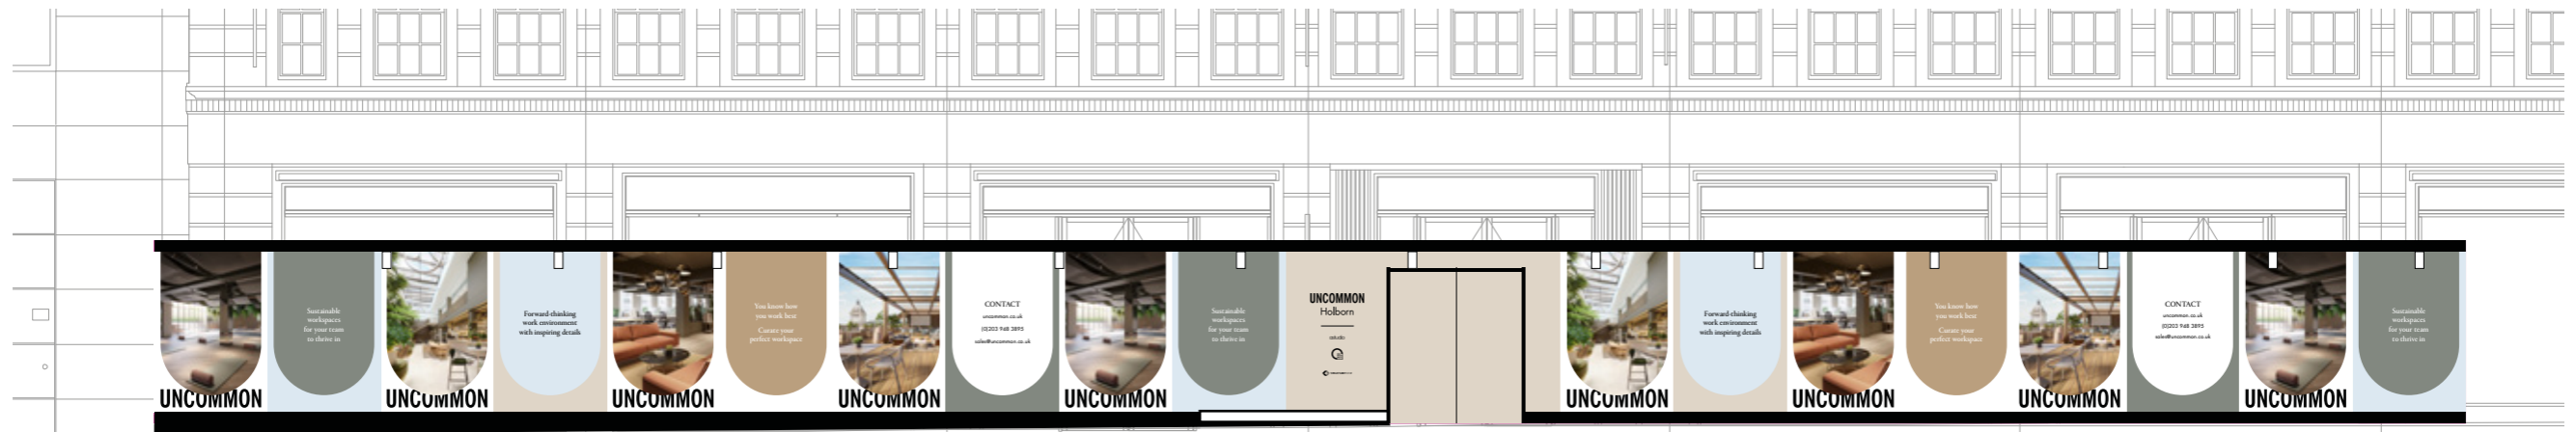 UNCOMMON
Sustainable
workspaces
for your team
to thrive in
UNCOMMON
Forward-thinking
work environment
with inspiring details
UNCOMMON
You know how
you work best
Curate your
perfect workspace
UNCOMMON
CONTACT
uncommon.co.uk
(0)203 968 3895
sales@uncommon.co.uk
UNCOMMON
Sustainable
workspaces
for your team
to thrive in
UNCOMMON
Holborn
UNCOMMON
Forward-thinking
work environment
with inspiring details
UNCOMMON
You know how
you work best
Curate your
perfect workspace
UNCOMMON
CONTACT
uncommon.co.uk
(0)203 968 3895
sales@uncommon.co.uk
UNCOMMON
Sustainable
workspaces
for your team
to thrive in